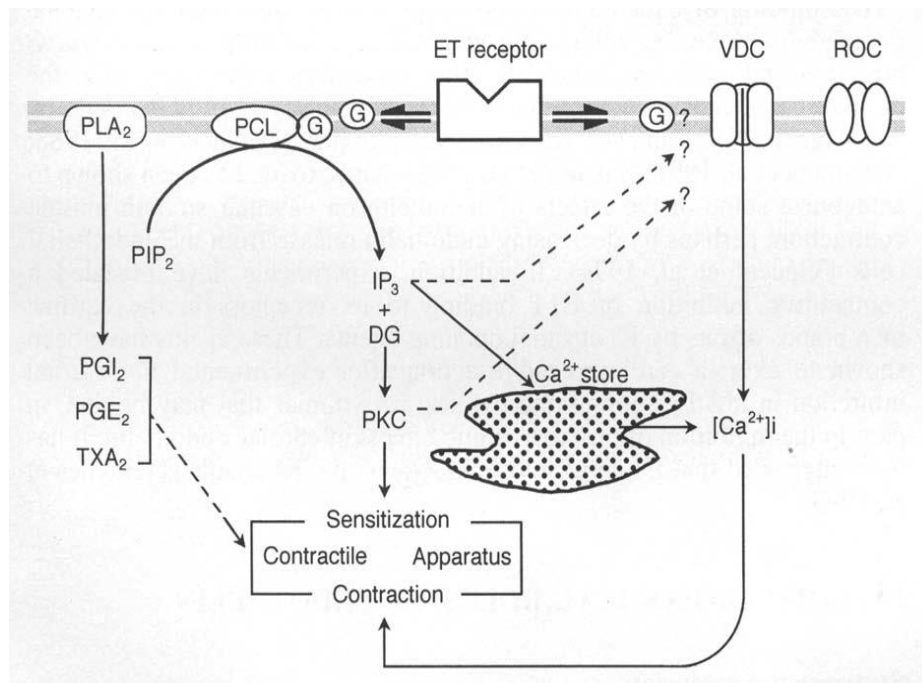 ET receptor
VDC
ROC
PLA₂
PCL
G
G
G
?
?
?
PIP₂
IP₃
+
DG
Ca²⁺store
PGI₂
PGE₂
TXA₂
PKC
[Ca²⁺]i
Sensitization
Contractile Apparatus
Contraction